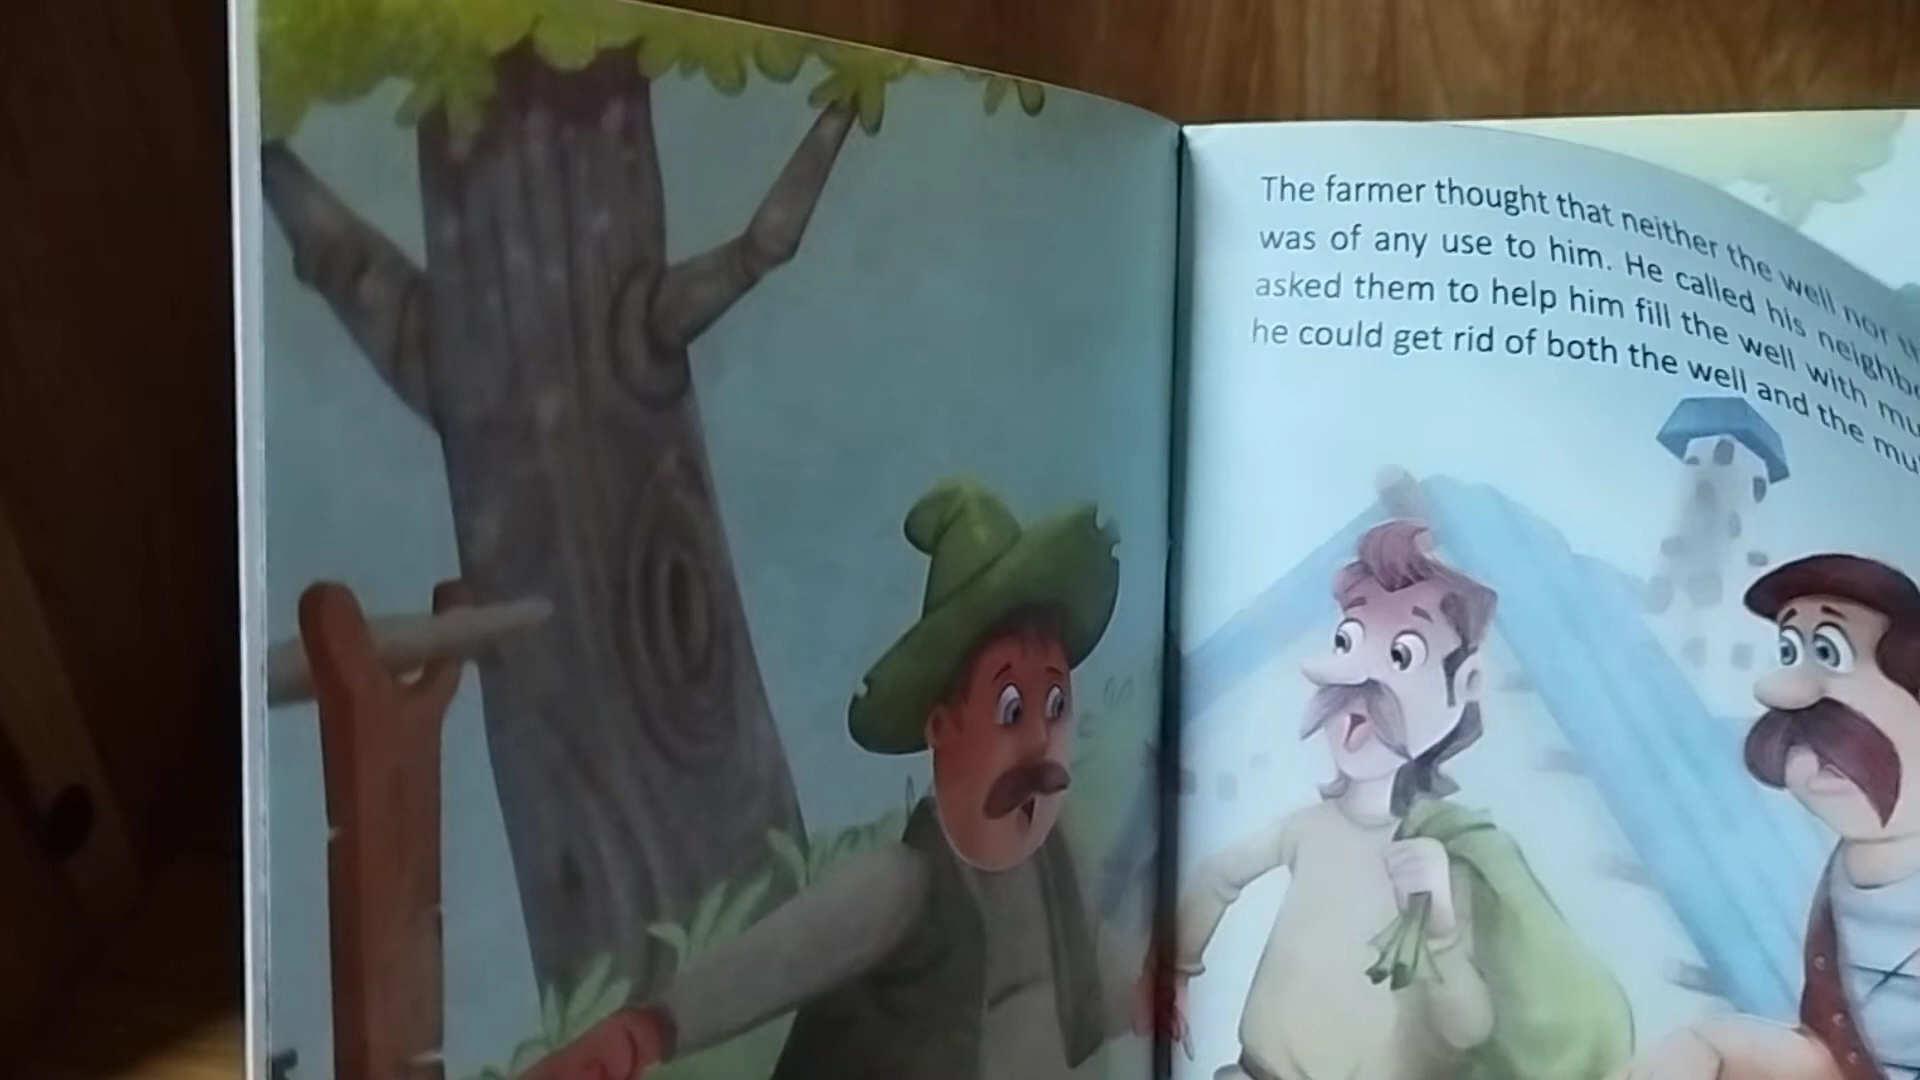 The farmer thought that neither the well nor
was of any use to him. He called his
asked them to help him fill the well with
he could get rid of both the well and the